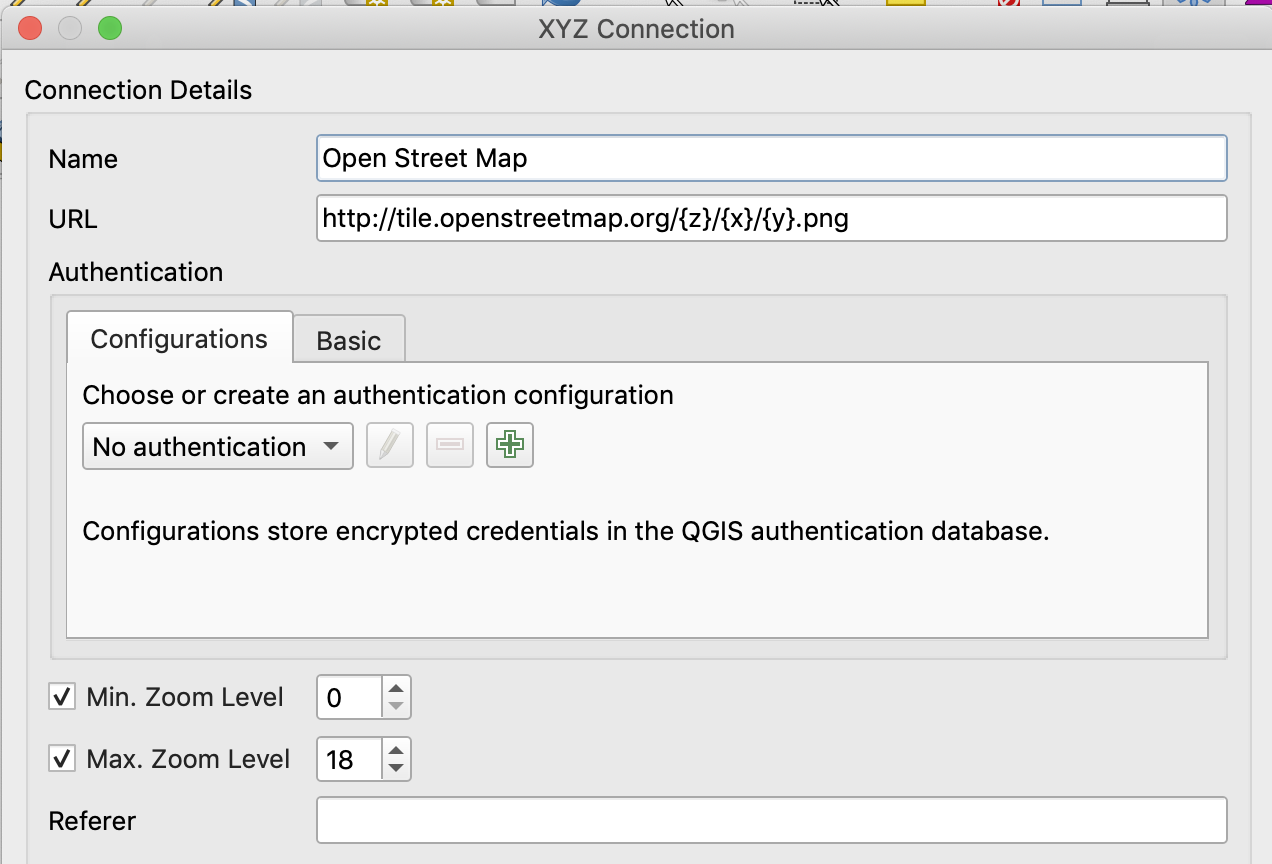 XYZ Connection
Connection Details
Name Open Street Map
URL http://tile.openstreetmap.org/{z}/{x}/{y}.png
Authentication
Configurations Basic
Choose or create an authentication configuration
No authentication
Configurations store encrypted credentials in the QGIS authentication database.
Min. Zoom Level 0
Max. Zoom Level 18
Referer